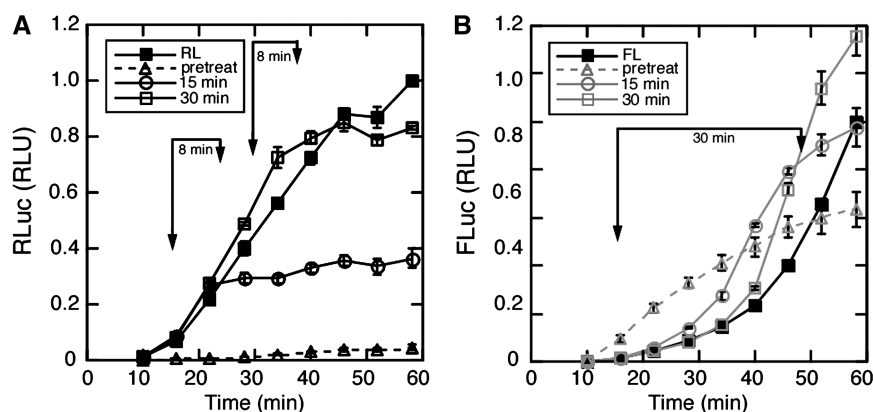 A
1.2
1.0
0.8
0.6
0.4
0.2
0
RLuc (RLU)
RL
pretreat
15 min
30 min
8 min
8 min
0 10 20 30 40 50 60
Time (min)
B
1.2
1.0
0.8
0.6
0.4
0.2
0
FLuc (RLU)
FL
pretreat
15 min
30 min
30 min
0 10 20 30 40 50 60
Time (min)